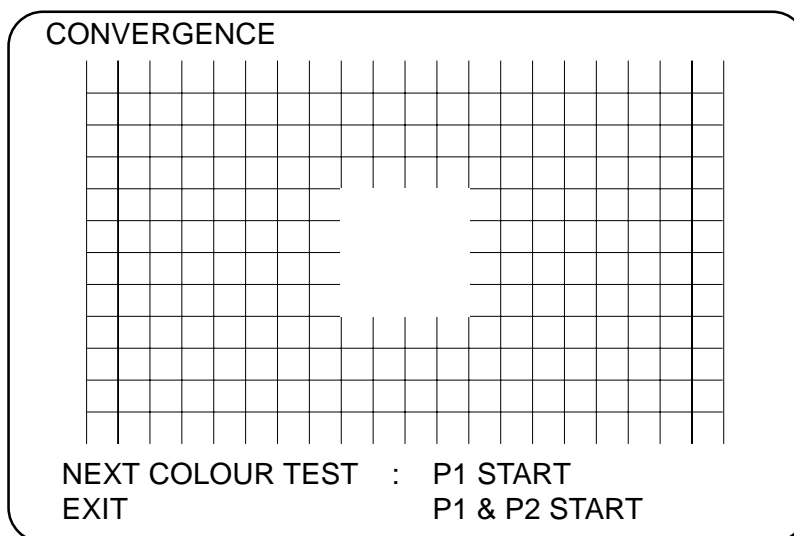 CONVERGENCE
NEXT COLOUR TEST : P1 START
EXIT P1 & P2 START